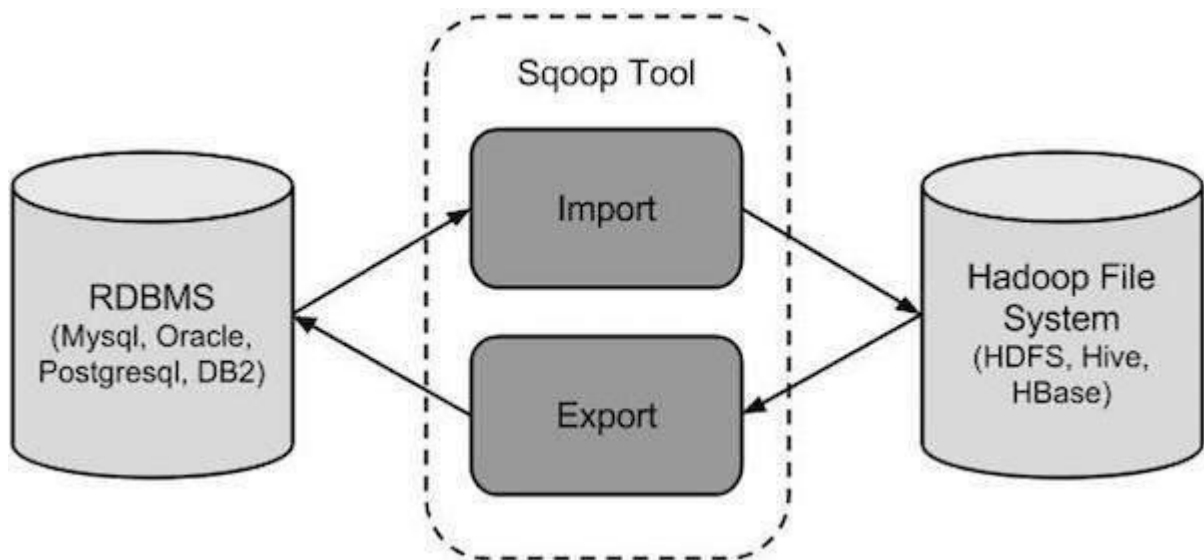 Sqoop Tool
Import
RDBMS
(Mysql, Oracle,
Postgresql, DB2)
Hadoop File
System
(HDFS, Hive,
HBase)
Export